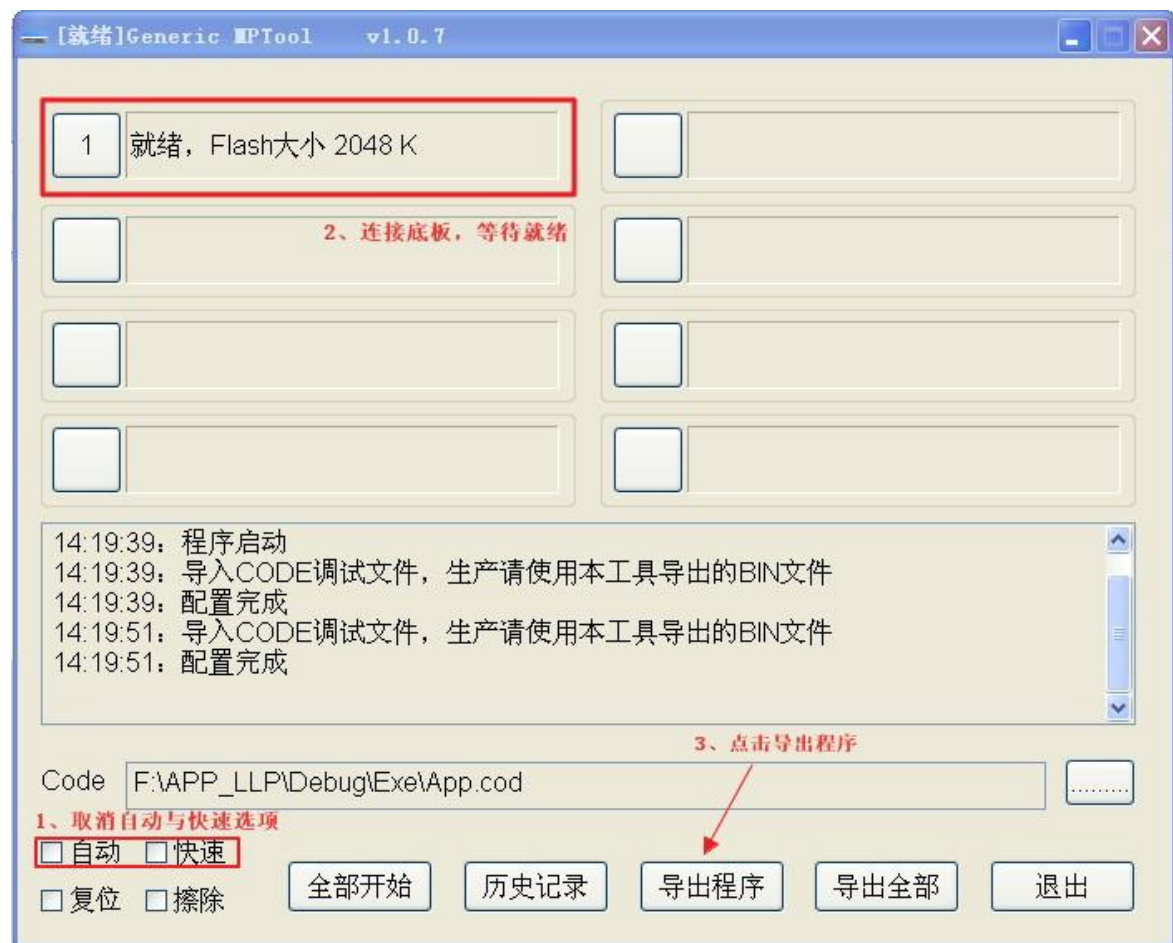 [就绪]Generic MPTool v1.0.7
1
就绪，Flash大小 2048 K
2、连接底板，等待就绪
14:19:39：程序启动
14:19:39：导入CODE调试文件，生产请使用本工具导出的BIN文件
14:19:39：配置完成
14:19:51：导入CODE调试文件，生产请使用本工具导出的BIN文件
14:19:51：配置完成
3、点击导出程序
Code F:\APP_LLP\Debug\Exe\App.cod .........
1、取消自动与快速选项
自动 快速
复位 擦除 全部开始 历史记录 导出程序 导出全部 退出